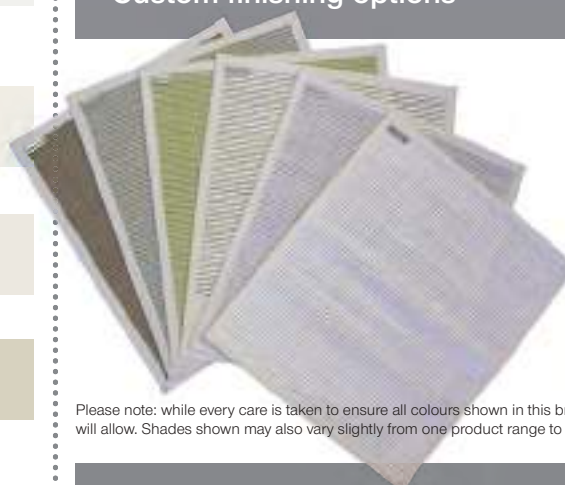 Custom finishing options
Please note: while every care is taken to ensure all colours shown in this
will allow. Shades shown may also vary slightly from one product range to